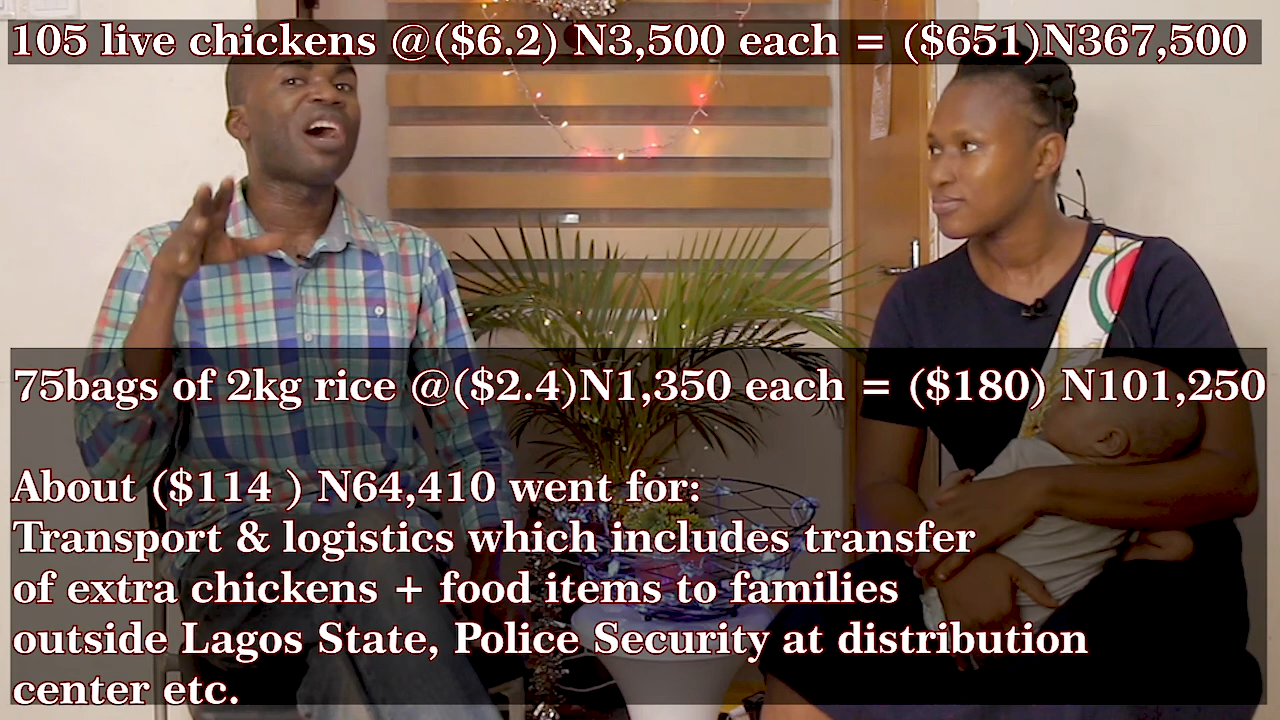 105 live chickens @($6.2) N3,500 each = ($651)N367,500
75bags of 2kg rice @($2.4)N1,350 each = ($180) N101,250
About ($114 ) N64,410 went for:
Transport & logistics which includes transfer
of extra chickens + food items to families
outside Lagos State, Police Security at distribution
center etc.